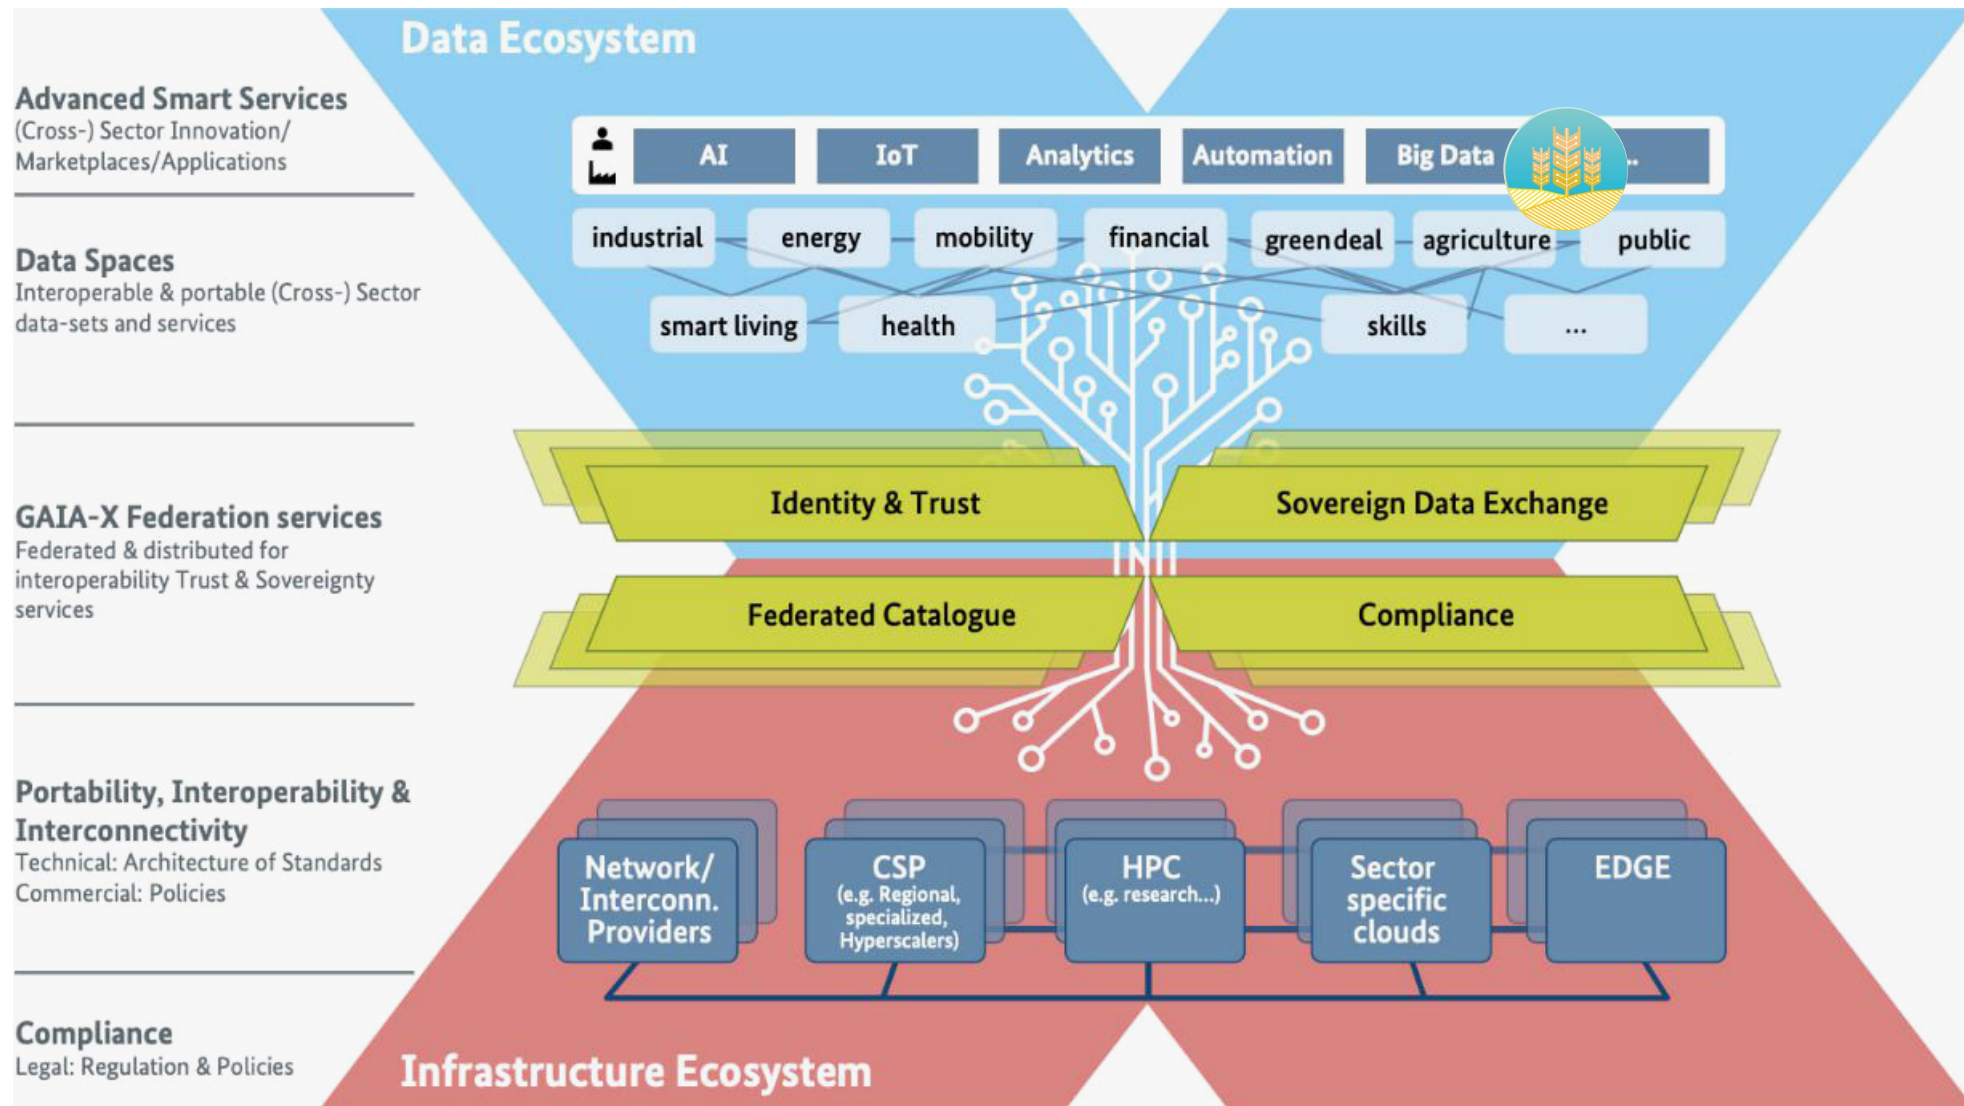 Data Ecosystem
Advanced Smart Services
(Cross-) Sector Innovation/
Marketplaces/Applications
AI
IoT
Analytics
Automation
Big Data
..
industrial
energy
mobility
financial
greendeal
agriculture
public
Data Spaces
Interoperable & portable (Cross-) Sector
data-sets and services
smart living
health
skills
...
GAIA-X Federation services
Federated & distributed for
interoperability Trust & Sovereignty
services
Identity & Trust
Sovereign Data Exchange
Federated Catalogue
Compliance
Portability, Interoperability &
Interconnectivity
Technical: Architecture of Standards
Commercial: Policies
Network/
Interconn.
Providers
CSP
(e.g. Regional,
specialized,
Hyperscalers)
HPC
(e.g. research...)
Sector
specific
clouds
EDGE
Compliance
Legal: Regulation & Policies
Infrastructure Ecosystem